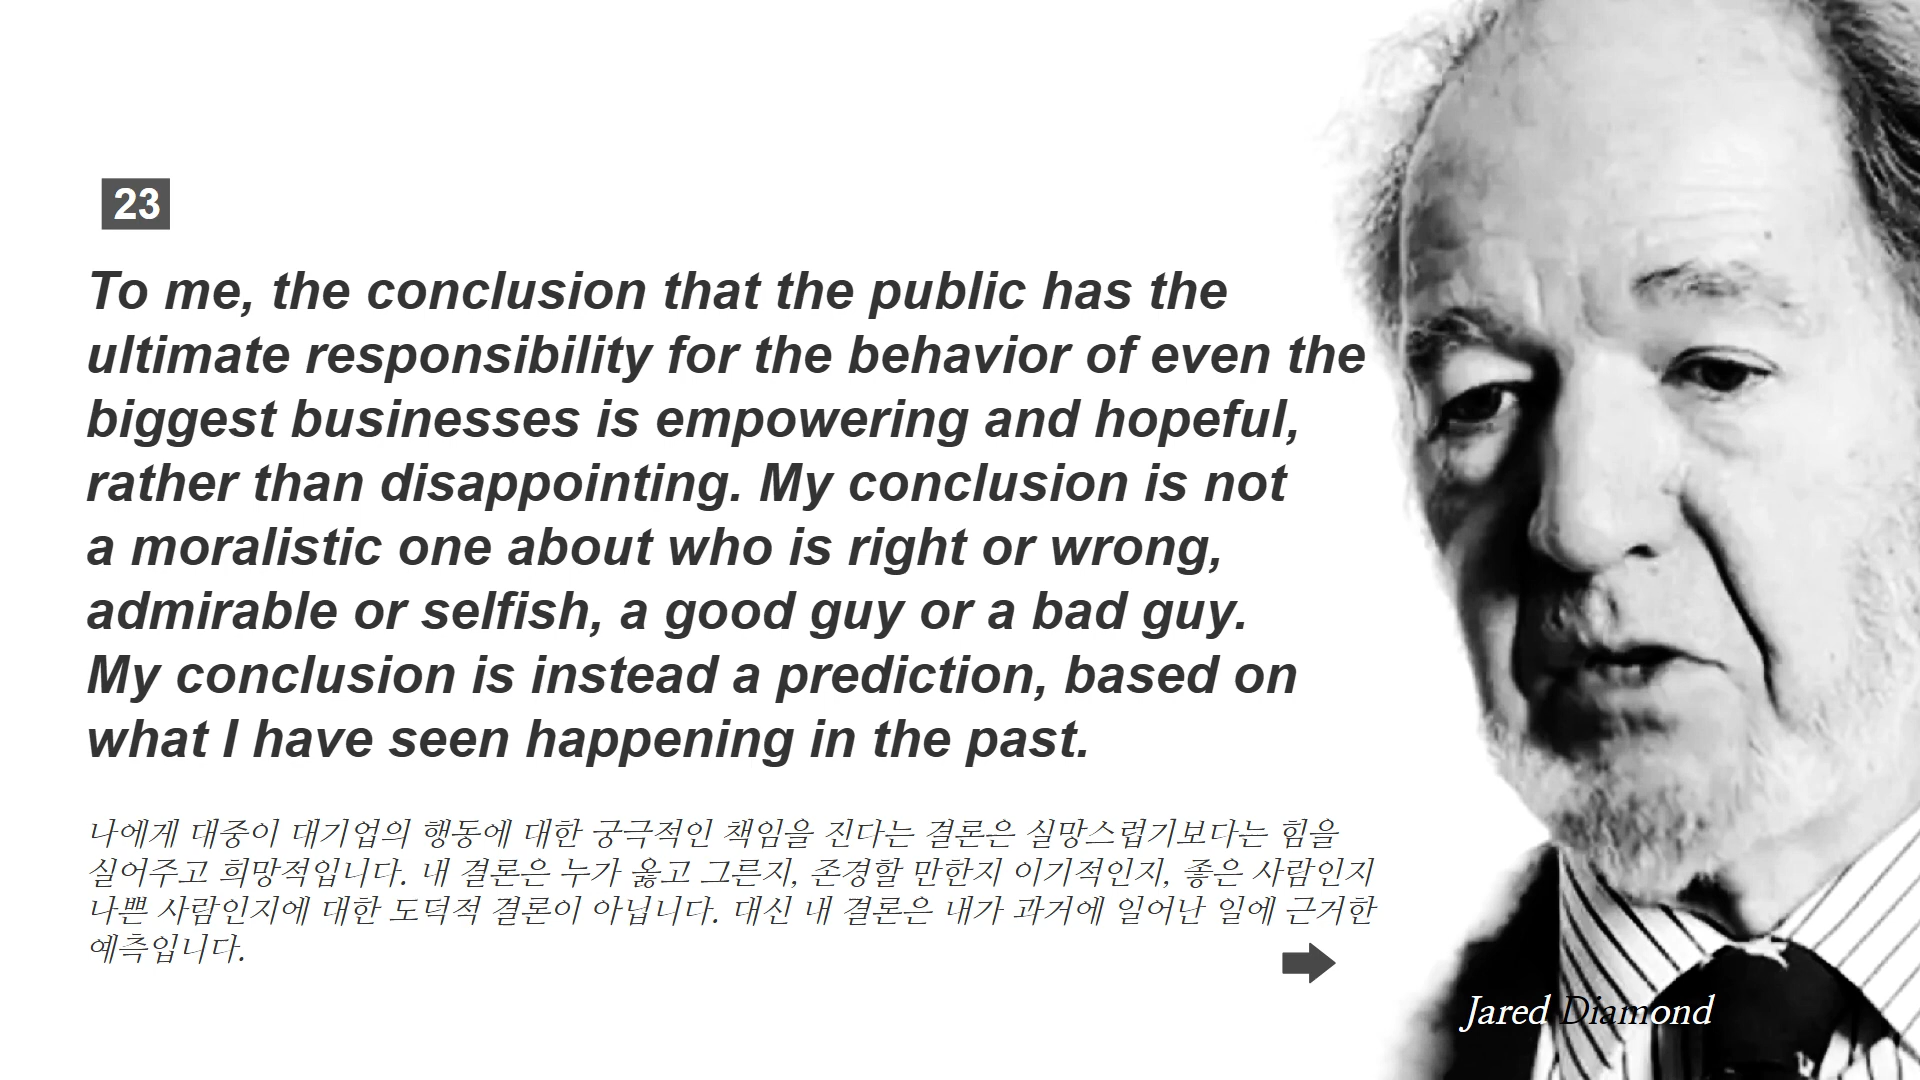 23
To me, the conclusion that the public has the
ultimate responsibility for the behavior of even the
biggest businesses is empowering and hopeful,
rather than disappointing. My conclusion is not
a moralistic one about who is right or wrong,
admirable or selfish, a good guy or a bad guy.
My conclusion is instead a prediction, based on
what I have seen happening in the past.
나에게 대중이 대기업의 행동에 대한 궁극적인 책임을 진다는 결론은 실망스럽기보다는 힘을
실어주고 희망적입니다. 내 결론은 누가 옳고 그른지, 존경할 만한지 이기적인지, 좋은 사람인지
나쁜 사람인지에 대한 도덕적 결론이 아닙니다. 대신 내 결론은 내가 과거에 일어난 일에 근거한
예측입니다.
Jared Diamond